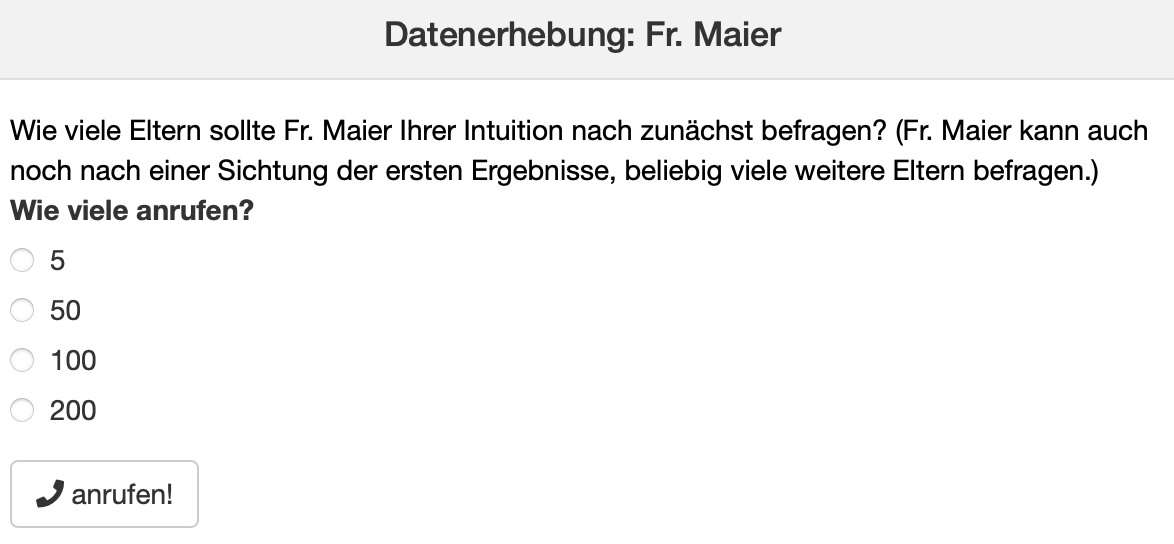 Datenerhebung: Fr. Maier
Wie viele Eltern sollte Fr. Maier Ihrer Intuition nach zunächst befragen? (Fr. Maier kann auch
noch nach einer Sichtung der ersten Ergebnisse, beliebig viele weitere Eltern befragen.)
Wie viele anrufen?
5
50
100
200
anrufen!